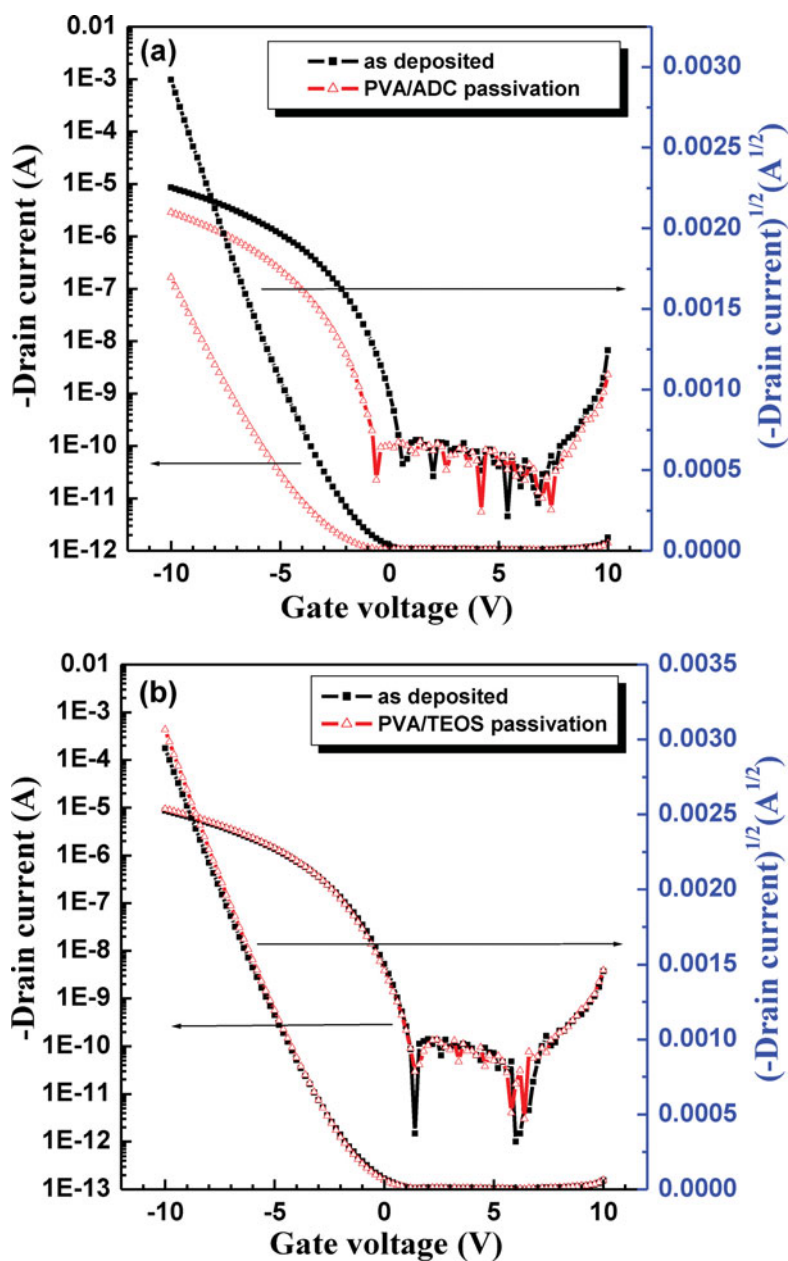 (a)
as deposited
PVA/ADC passivation
-Drain current (A)
0.01
1E-3
1E-4
1E-5
1E-6
1E-7
1E-8
1E-9
1E-10
1E-11
1E-12
-10
-5
0
5
10
Gate voltage (V)
0.0030
0.0025
0.0020
0.0015
0.0010
0.0005
0.0000
(-Drain current)^1/2 (A^1/2)
(b)
as deposited
PVA/TEOS passivation
-Drain current (A)
0.01
1E-3
1E-4
1E-5
1E-6
1E-7
1E-8
1E-9
1E-10
1E-11
1E-12
1E-13
-10
-5
0
5
10
Gate voltage (V)
0.0035
0.0030
0.0025
0.0020
0.0015
0.0010
0.0005
0.0000
(-Drain current)^1/2 (A^1/2)